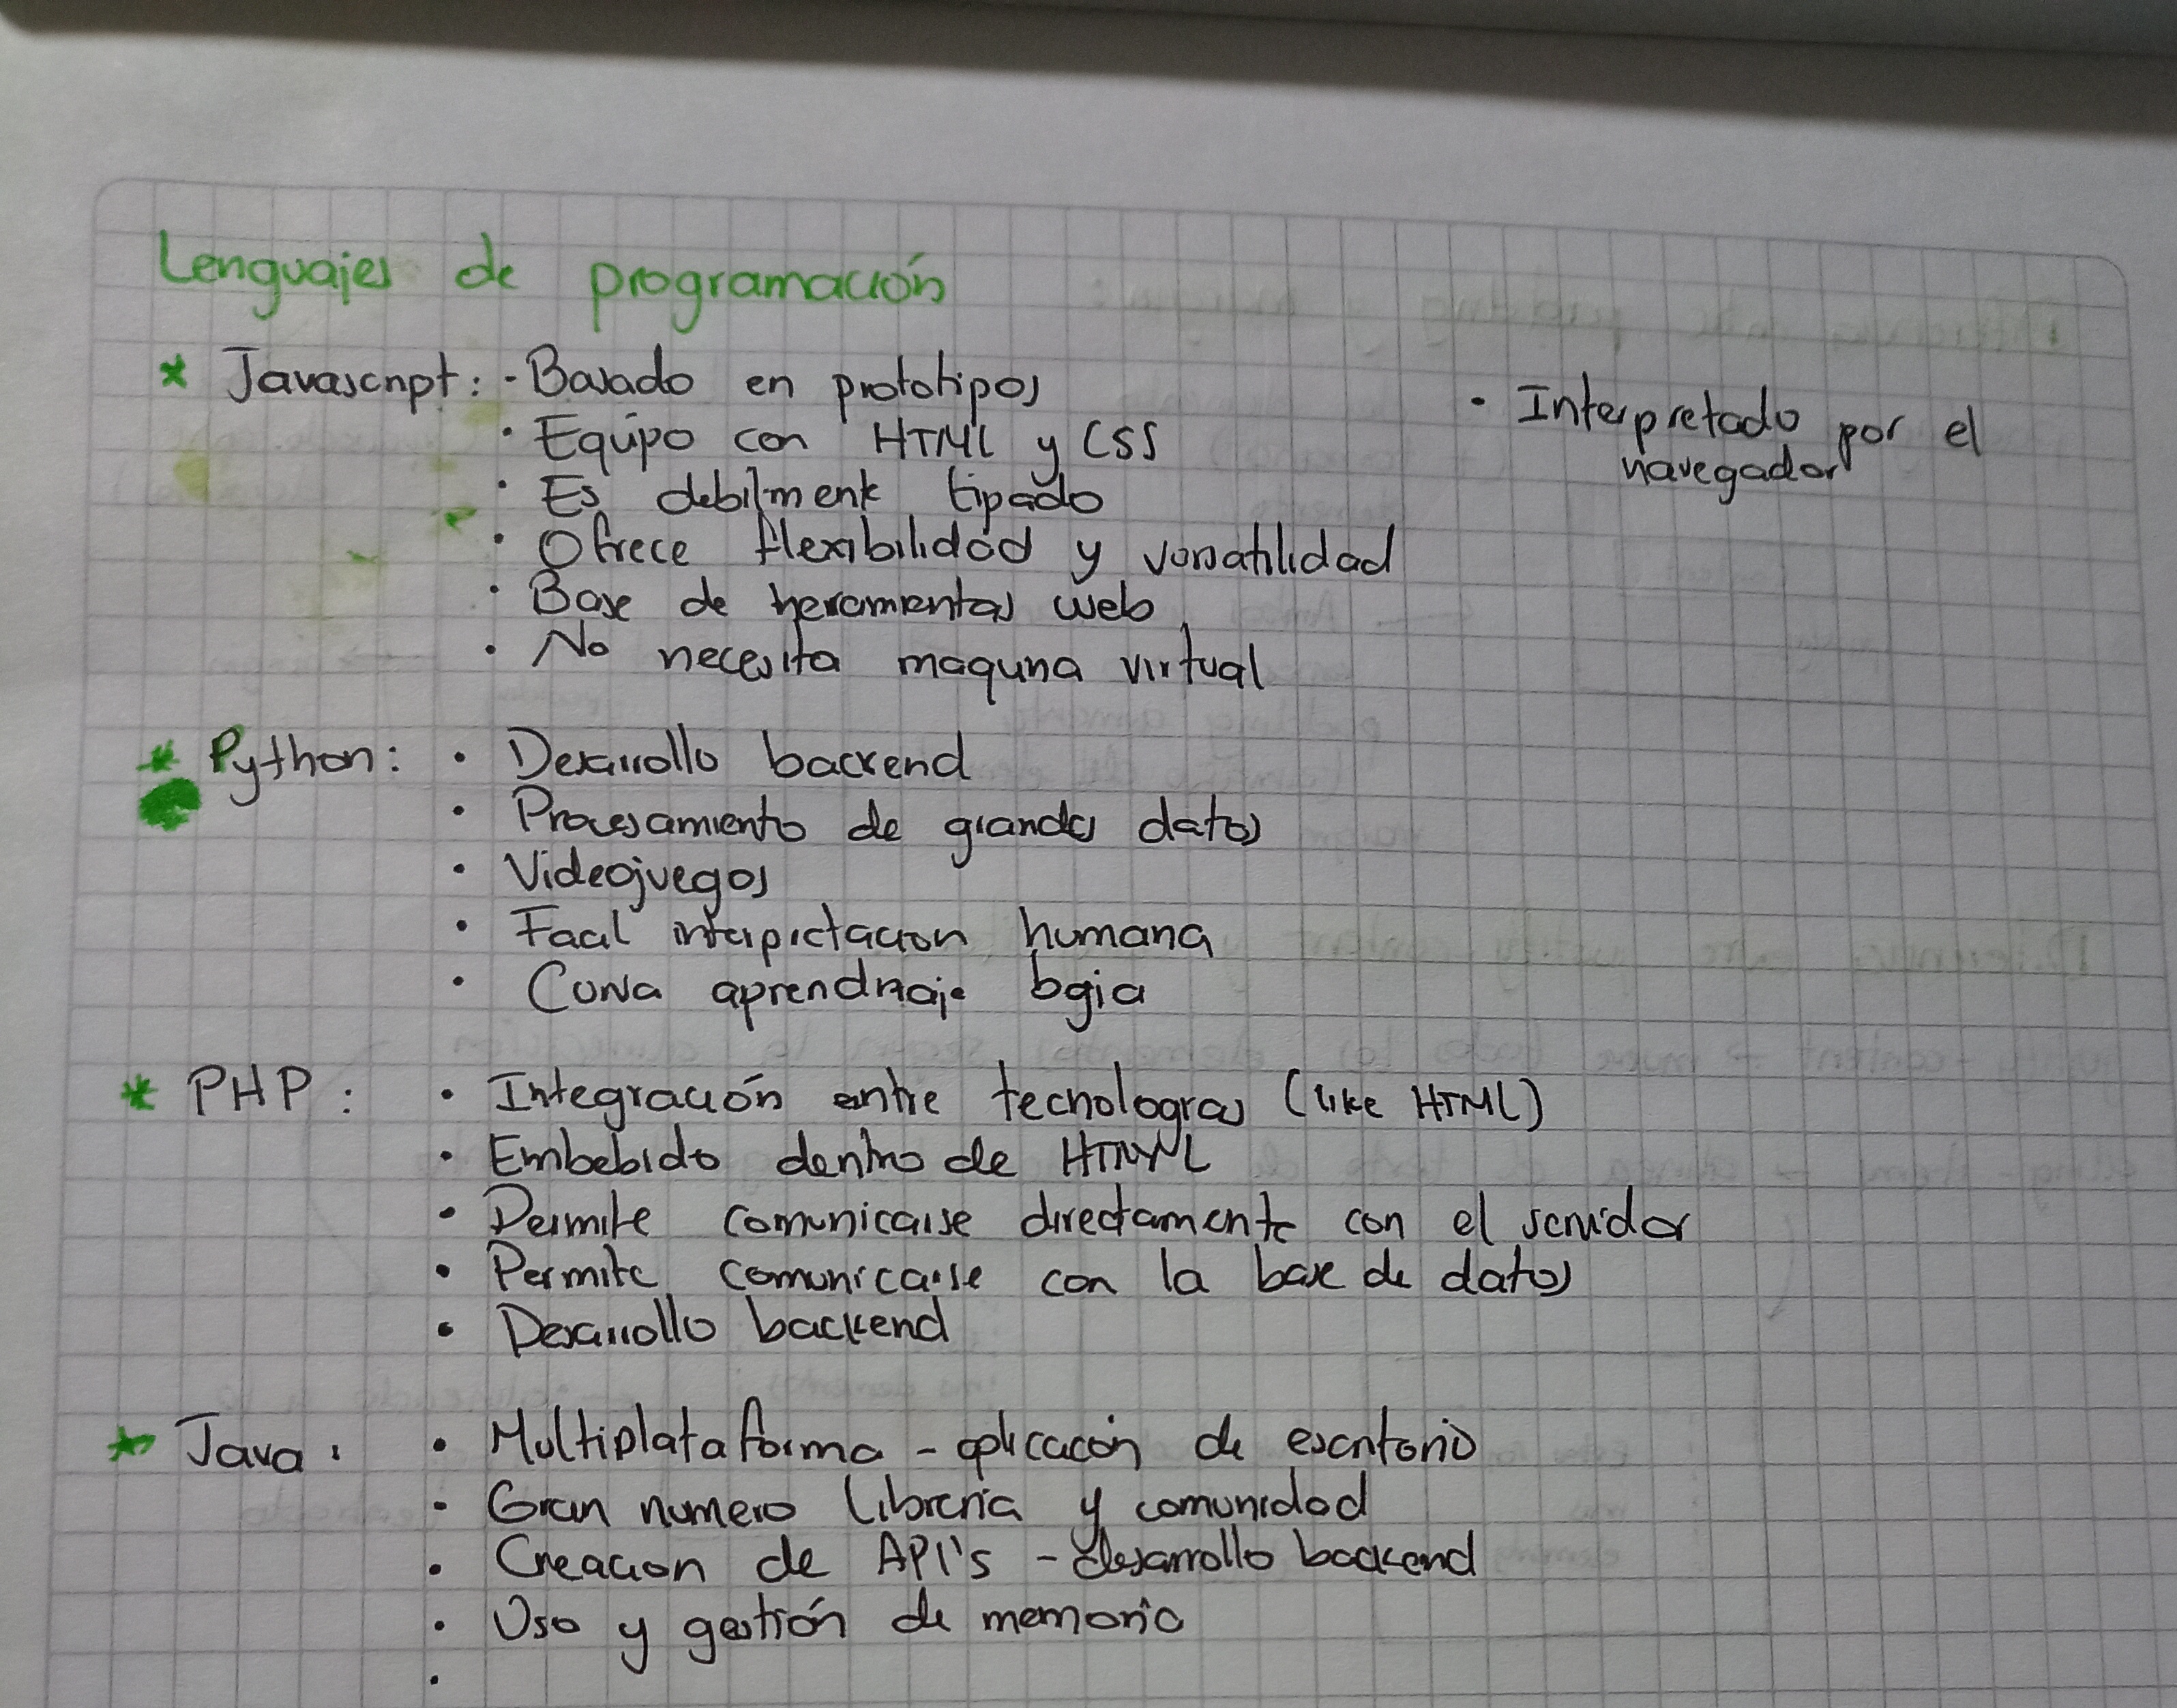 Lenguajes de programación
* Javascript: · Basado en prototipos
· Equipo con HTML y CSS
· Es debilmente tipado
· Ofrece flexibilidad y versatilidad
· Base de heramientas web
· No necesita maquina virtual
· Interpretado por el
navegador
* Python: · Desarrollo backend
· Procesamiento de grandes datos
· Videojuegos
· Facil interpretacion humana
· Curva aprendizaje
* PHP: · Integración entre tecnologias (like HTML)
· Embebido dentro de HTML
· Permite comunicarse directamente con el servidor
· Permite comunicarse con la base de datos
· Desarrollo backend
* Java: · Multiplataforma - aplicación de escritorio
· Gran numero libreria y comunidad
· Creacion de API's - desarrollo backend
· Uso y gestión de memoria
·